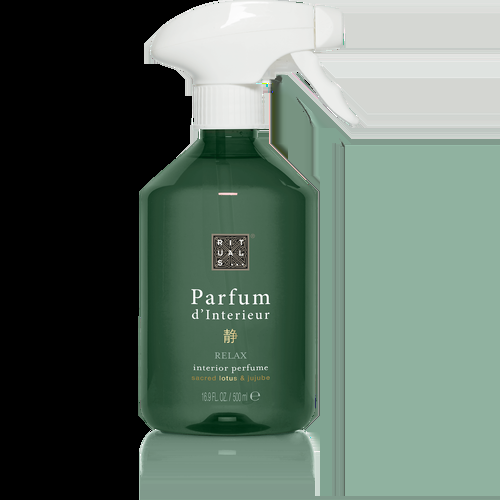 RIT
UAL
S...
®
Parfum
d'Interieur
静
RELAX
interior perfume
sacred lotus & jujube
16.9 FL. OZ. / 500 ml ℮